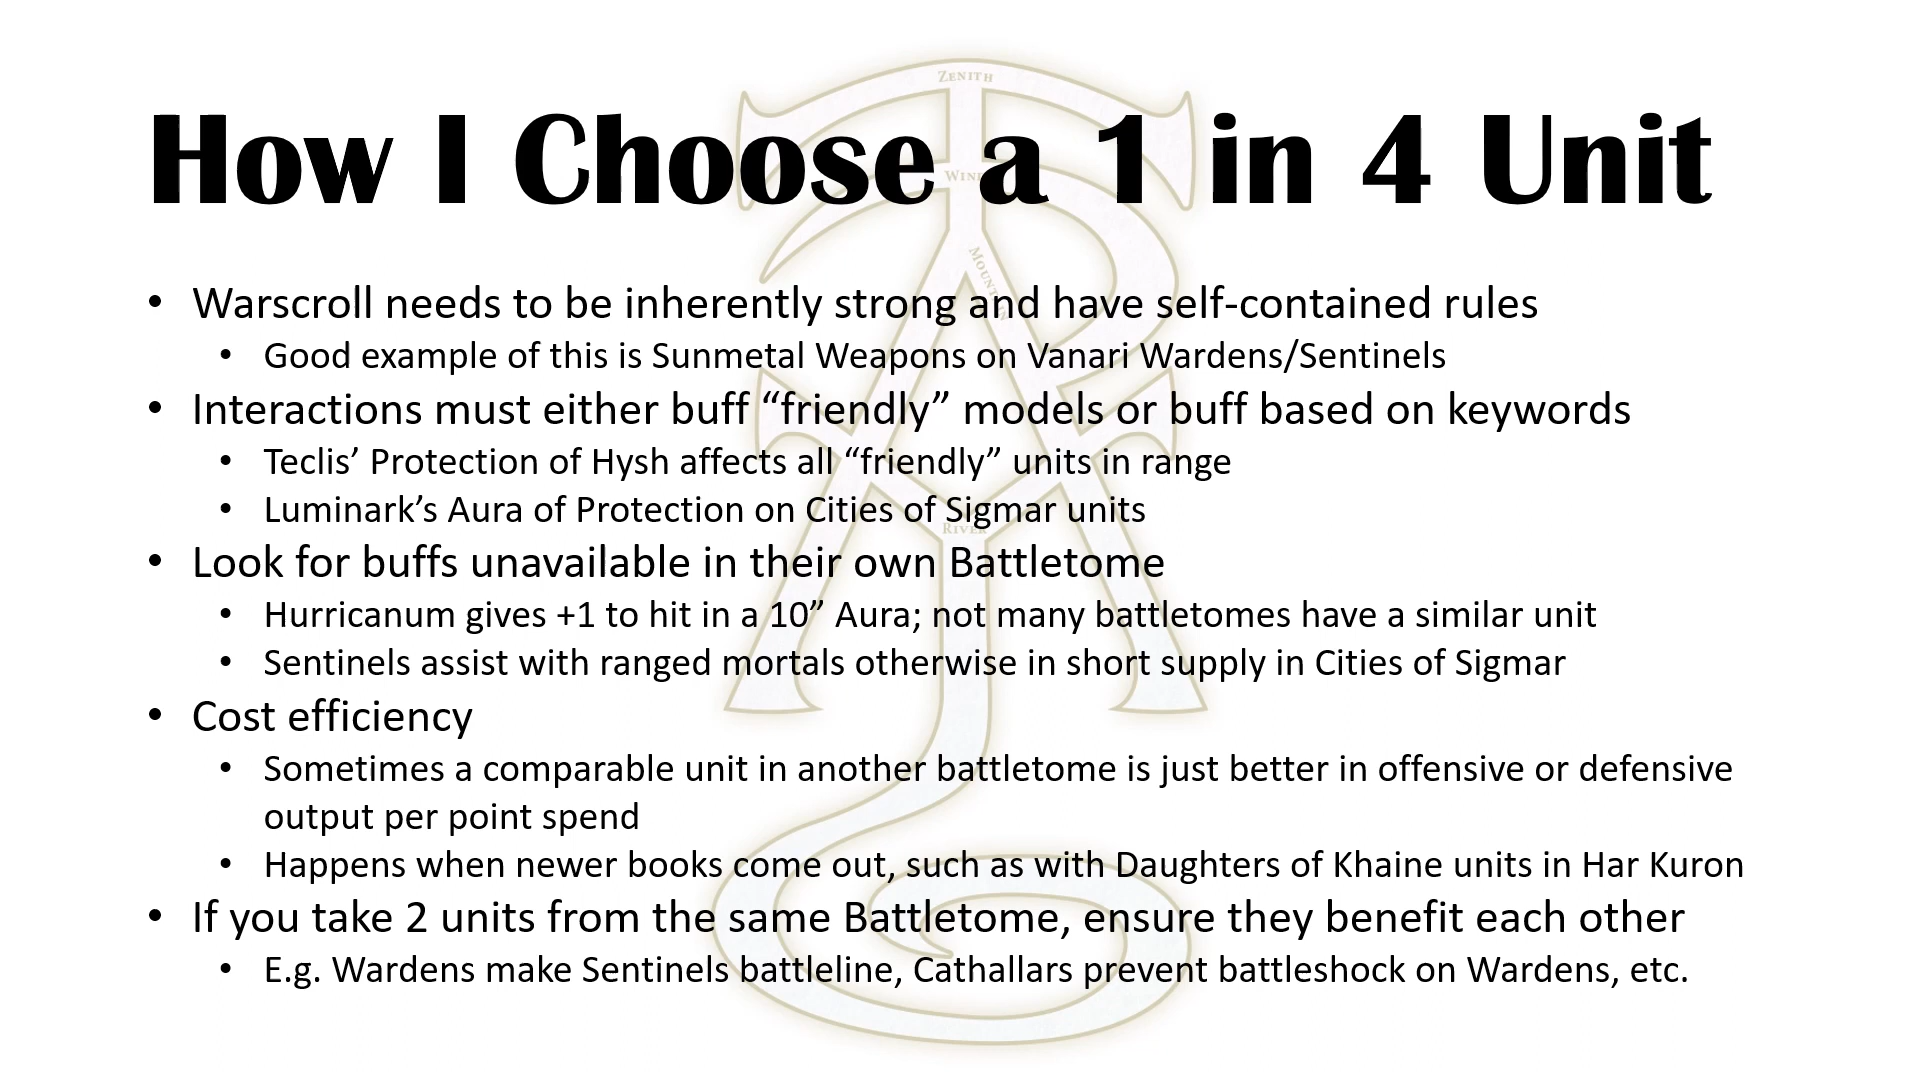 ZENITH
How I Choose a 1 in 4 Unit
WIND
MOUNTAIN
• Warscroll needs to be inherently strong and have self-contained rules
• Good example of this is Sunmetal Weapons on Vanari Wardens/Sentinels
• Interactions must either buff “friendly” models or buff based on keywords
• Teclis’ Protection of Hysh affects all “friendly” units in range
• Luminark’s Aura of Protection on Cities of Sigmar units
RIVER
• Look for buffs unavailable in their own Battletome
• Hurricanum gives +1 to hit in a 10” Aura; not many battletomes have a similar unit
• Sentinels assist with ranged mortals otherwise in short supply in Cities of Sigmar
• Cost efficiency
• Sometimes a comparable unit in another battletome is just better in offensive or defensive
output per point spend
• Happens when newer books come out, such as with Daughters of Khaine units in Har Kuron
• If you take 2 units from the same Battletome, ensure they benefit each other
• E.g. Wardens make Sentinels battleline, Cathallars prevent battleshock on Wardens, etc.